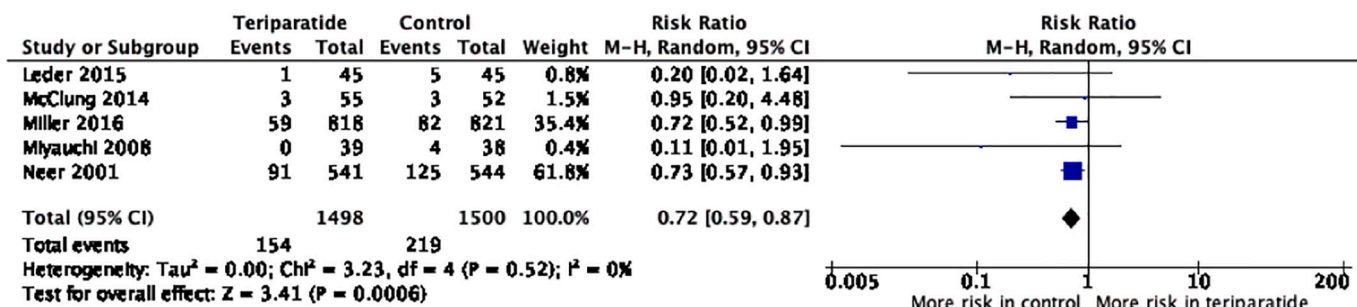 Teriparatide Control Risk Ratio Risk Ratio
Study or Subgroup Events Total Events Total Weight M-H, Random, 95% CI M-H, Random, 95% CI
Leder 2015 1 45 5 45 0.8% 0.20 [0.02, 1.64]
McClung 2014 3 55 3 52 1.5% 0.95 [0.20, 4.48]
Miller 2016 59 818 82 821 35.4% 0.72 [0.52, 0.99]
Miyauchi 2008 0 39 4 38 0.4% 0.11 [0.01, 1.95]
Neer 2001 91 541 125 544 61.8% 0.73 [0.57, 0.93]
Total (95% CI) 1498 1500 100.0% 0.72 [0.59, 0.87]
Total events 154 219
Heterogeneity: Tau² = 0.00; Chi² = 3.23, df = 4 (P = 0.52); I² = 0%
Test for overall effect: Z = 3.41 (P = 0.0006)
0.005 0.1 1 10 200
More risk in control More risk in teriparatide